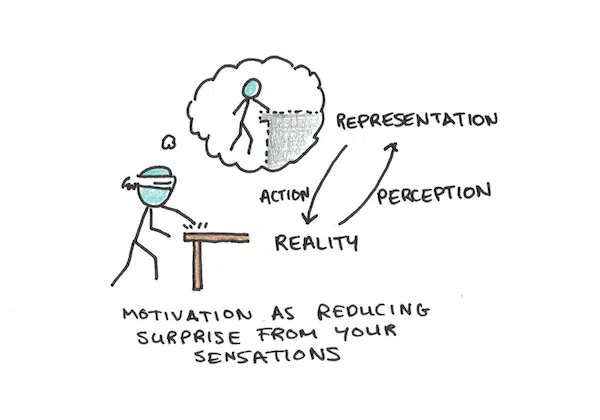 REPRESENTATION
ACTION
PERCEPTION
REALITY
MOTIVATION AS REDUCING
SURPRISE FROM YOUR
SENSATIONS